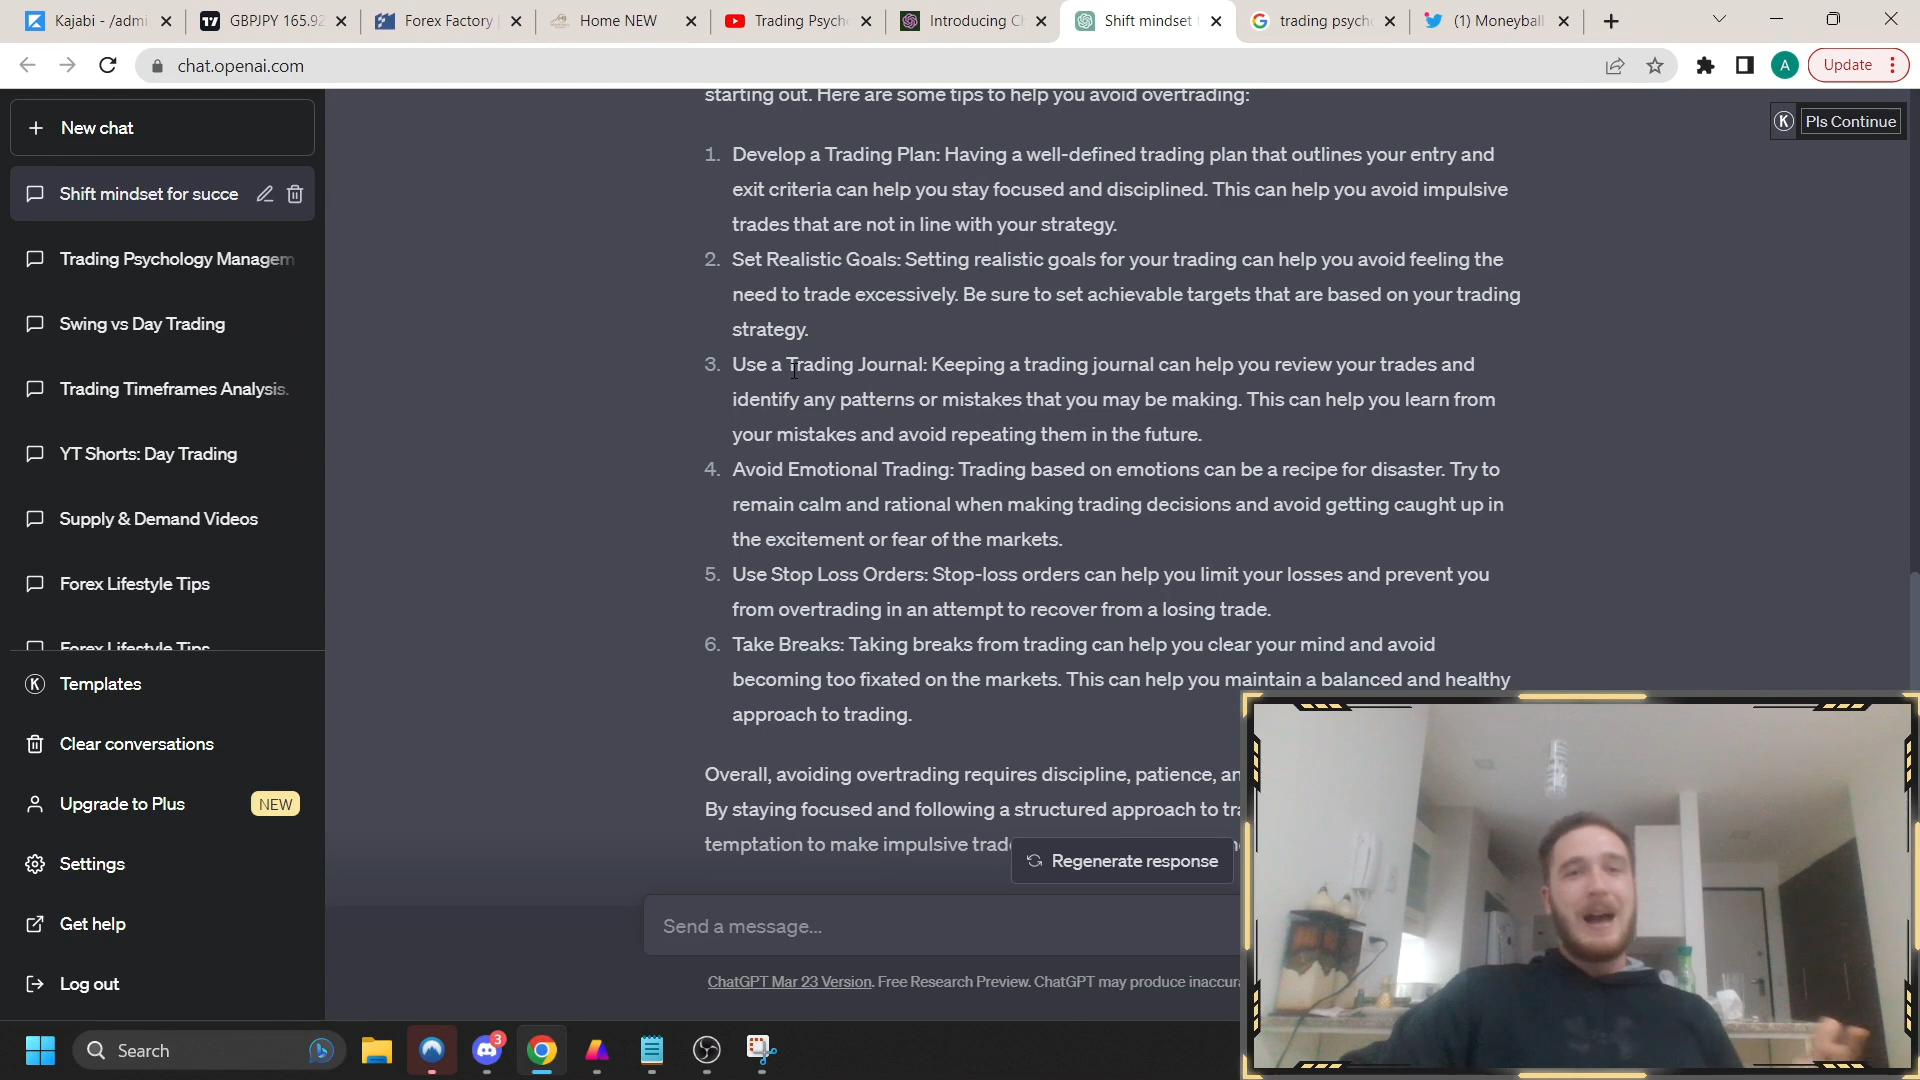 Kajabi - /admi
GBPJPY 165.92
Forex Factory
Home NEW
Trading Psych
Introducing Ch
Shift mindset
trading psych
(1) Moneyball
chat.openai.com
Update
A
New chat
Shift mindset for succe
Trading Psychology Managem
Swing vs Day Trading
Trading Timeframes Analysis.
YT Shorts: Day Trading
Supply & Demand Videos
Forex Lifestyle Tips
Forex Lifestyle Tips
Templates
Clear conversations
Upgrade to Plus
NEW
Settings
Get help
Log out
Pls Continue
starting out. Here are some tips to help you avoid overtrading:
1. Develop a Trading Plan: Having a well-defined trading plan that outlines your entry and
exit criteria can help you stay focused and disciplined. This can help you avoid impulsive
trades that are not in line with your strategy.
2. Set Realistic Goals: Setting realistic goals for your trading can help you avoid feeling the
need to trade excessively. Be sure to set achievable targets that are based on your trading
strategy.
3. Use a Trading Journal: Keeping a trading journal can help you review your trades and
identify any patterns or mistakes that you may be making. This can help you learn from
your mistakes and avoid repeating them in the future.
4. Avoid Emotional Trading: Trading based on emotions can be a recipe for disaster. Try to
remain calm and rational when making trading decisions and avoid getting caught up in
the excitement or fear of the markets.
5. Use Stop Loss Orders: Stop-loss orders can help you limit your losses and prevent you
from overtrading in an attempt to recover from a losing trade.
6. Take Breaks: Taking breaks from trading can help you clear your mind and avoid
becoming too fixated on the markets. This can help you maintain a balanced and healthy
approach to trading.
Overall, avoiding overtrading requires discipline, patience, an
By staying focused and following a structured approach to tra
temptation to make impulsive trad
Regenerate response
Send a message...
ChatGPT Mar 23 Version. Free Research Preview. ChatGPT may produce inaccura
Search
3